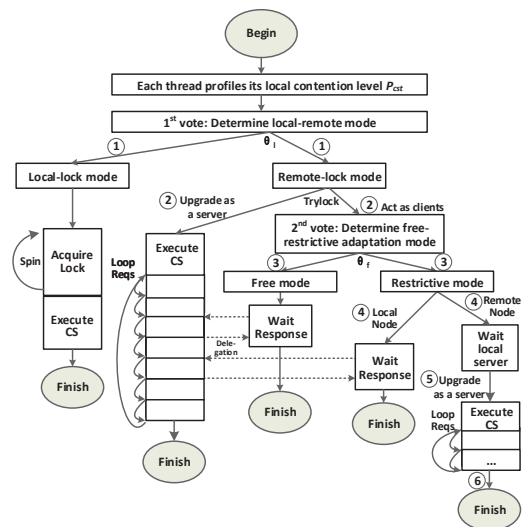 Begin
Each thread profiles its local contention level Pcst
1st vote: Determine local-remote mode
① θl ①
Local-lock mode
Remote-lock mode
② Upgrade as
a server
Trylock
② Act as clients
Spin
Acquire
Lock
Execute
CS
Finish
Loop
Reqs
Execute
CS
Finish
2nd vote: Determine free-
restrictive adaptation mode
③ θf ③
Free mode
Restrictive mode
Wait
Response
Dele-
gation
Finish
④ Local
Node
Wait
Response
Finish
④ Remote
Node
Wait
local
server
⑤ Upgrade
as a server
Loop
Reqs
Execute
CS
...
⑥
Finish